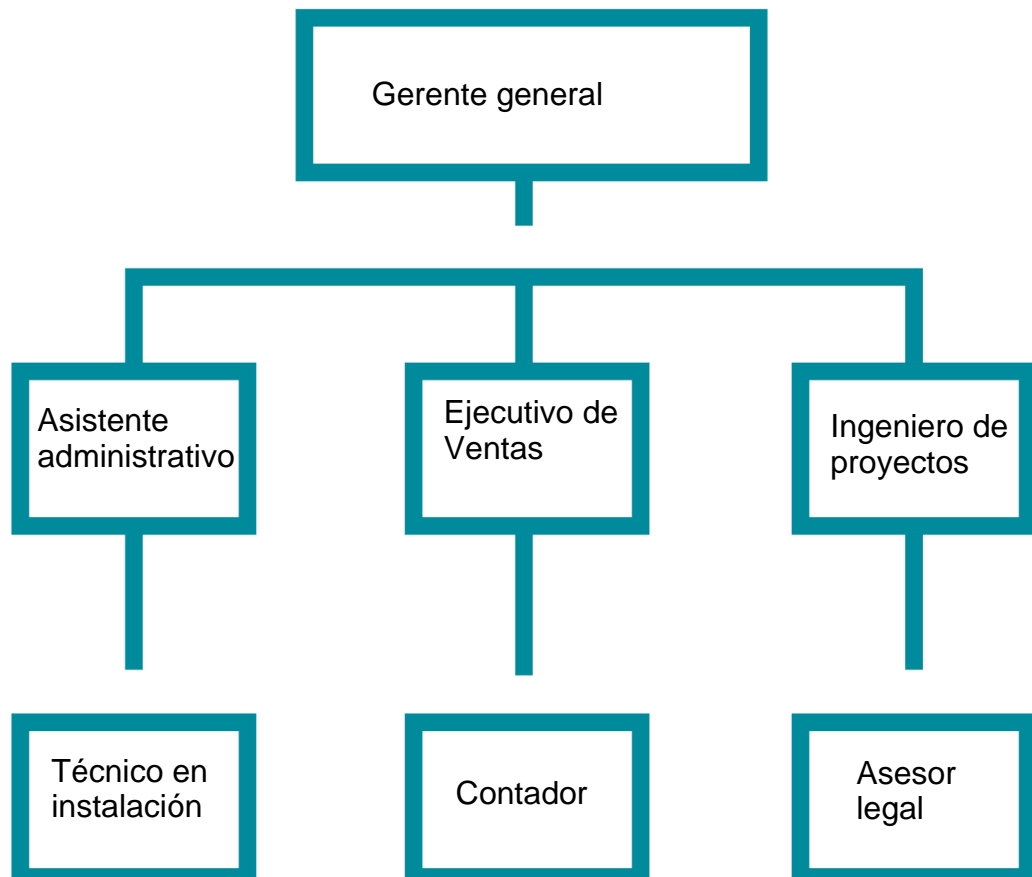 Gerente general
Asistente
administrativo
Ejecutivo de
Ventas
Ingeniero de
proyectos
Técnico en
instalación
Contador
Asesor
legal